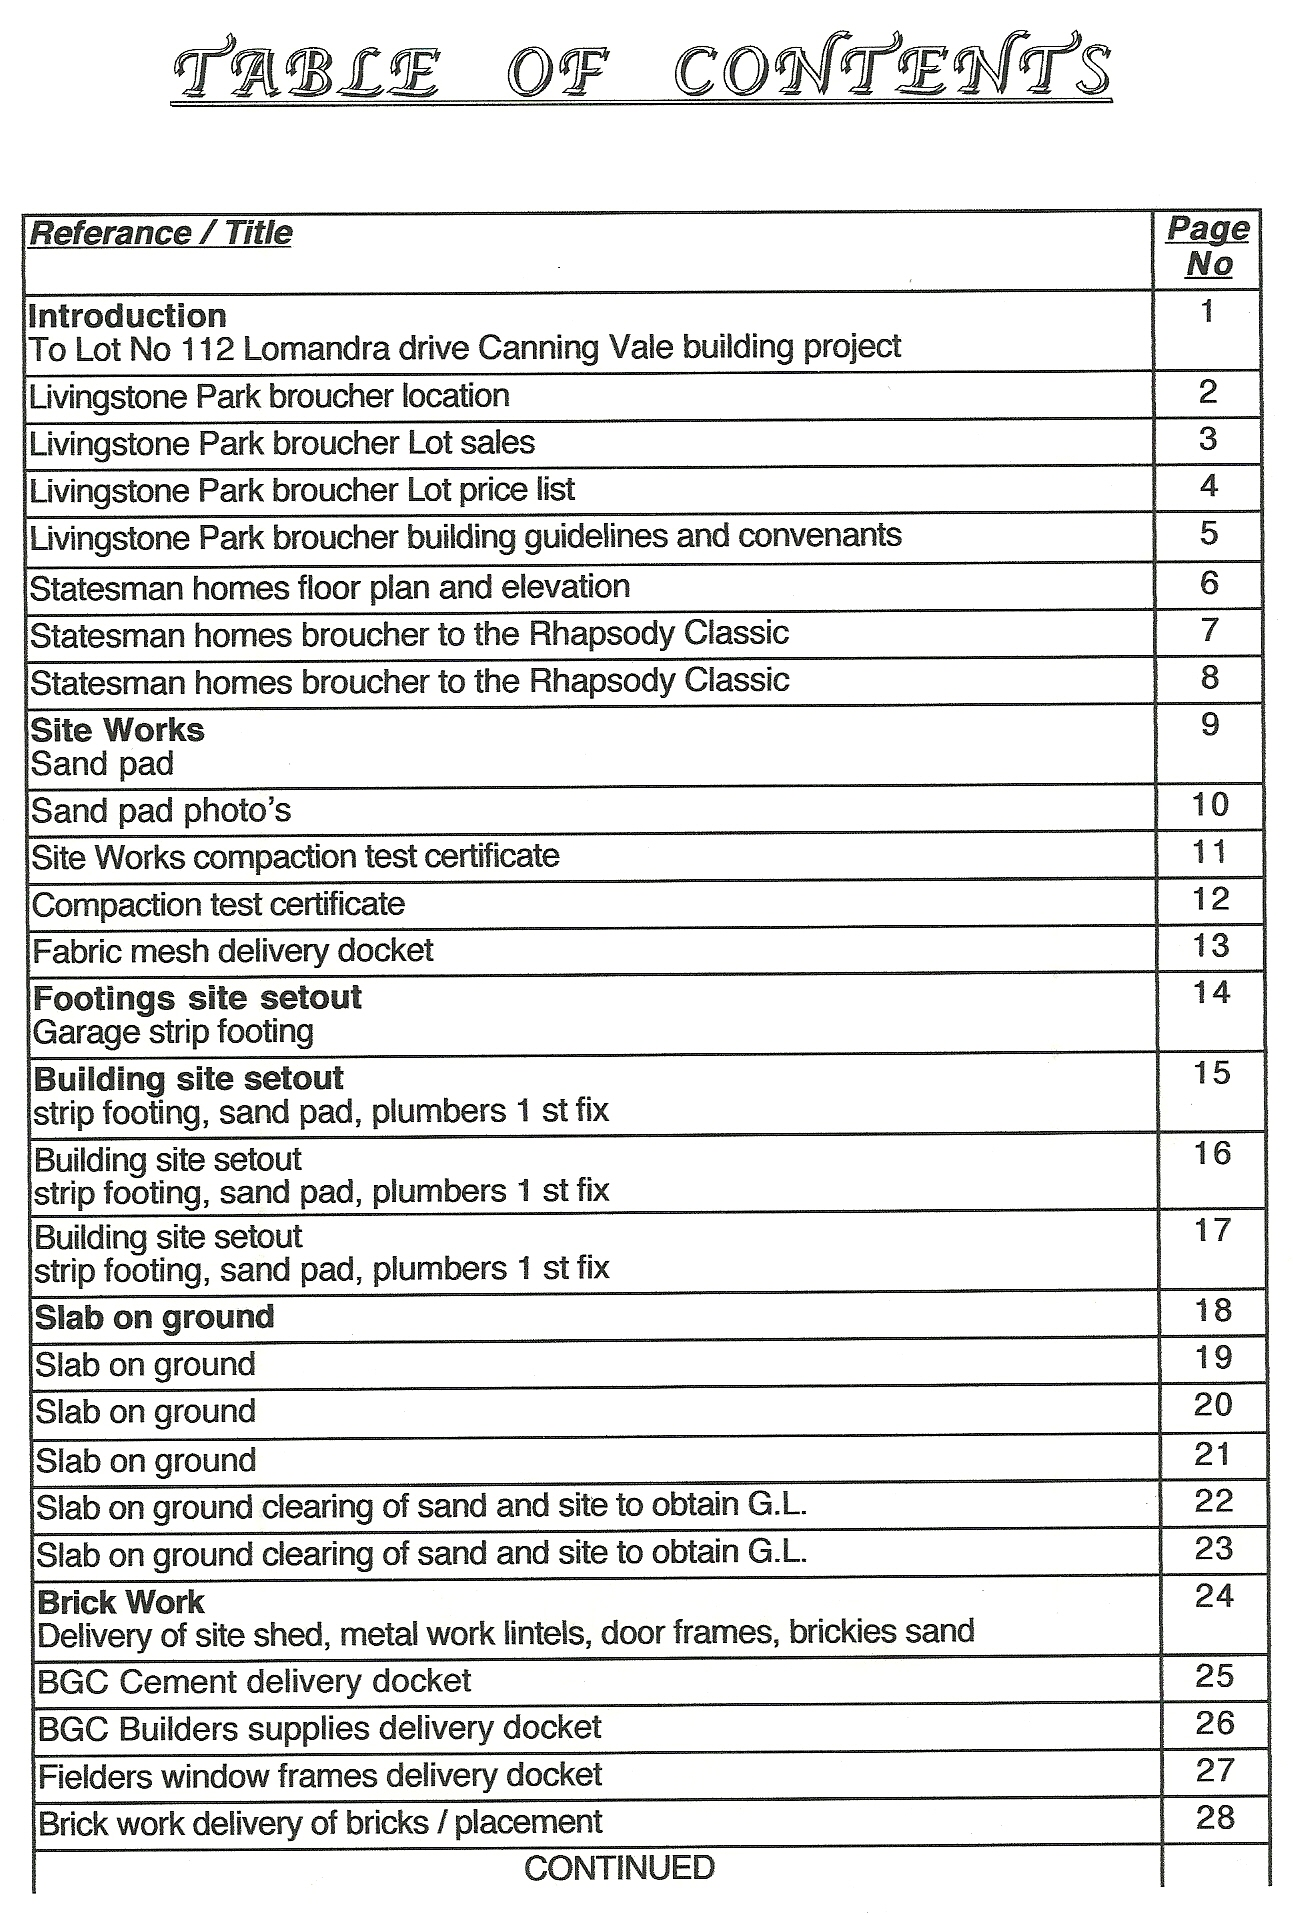 TABLE OF CONTENTS
Referance / Title Page
No
Introduction 1
To Lot No 112 Lomandra drive Canning Vale building project
Livingstone Park broucher location 2
Livingstone Park broucher Lot sales 3
Livingstone Park broucher Lot price list 4
Livingstone Park broucher building guidelines and convenants 5
Statesman homes floor plan and elevation 6
Statesman homes broucher to the Rhapsody Classic 7
Statesman homes broucher to the Rhapsody Classic 8
Site Works 9
Sand pad
Sand pad photo's 10
Site Works compaction test certificate 11
Compaction test certificate 12
Fabric mesh delivery docket 13
Footings site setout 14
Garage strip footing
Building site setout 15
strip footing, sand pad, plumbers 1 st fix
Building site setout 16
strip footing, sand pad, plumbers 1 st fix
Building site setout 17
strip footing, sand pad, plumbers 1 st fix
Slab on ground 18
Slab on ground 19
Slab on ground 20
Slab on ground 21
Slab on ground clearing of sand and site to obtain G.L. 22
Slab on ground clearing of sand and site to obtain G.L. 23
Brick Work 24
Delivery of site shed, metal work lintels, door frames, brickies sand
BGC Cement delivery docket 25
BGC Builders supplies delivery docket 26
Fielders window frames delivery docket 27
Brick work delivery of bricks / placement 28
CONTINUED